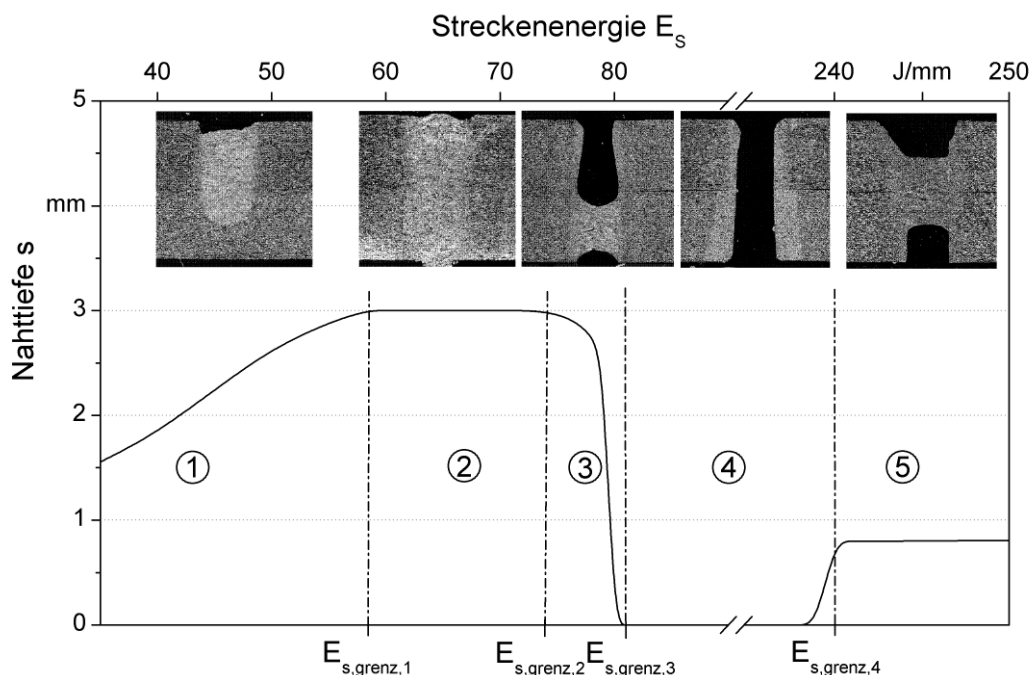 Streckenenergie E_s
40 50 60 70 80 240 J/mm 250
5
mm
3
2
1
0
Nahttiefe s
① ② ③ ④ ⑤
E_s,grenz,1 E_s,grenz,2 E_s,grenz,3 E_s,grenz,4